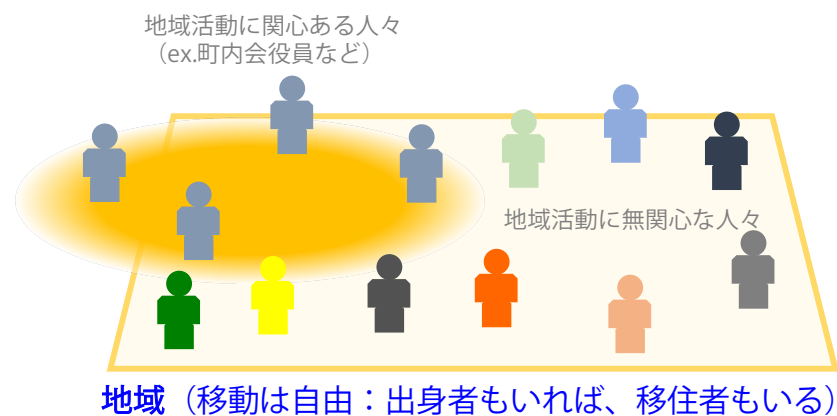 地域活動に関心ある人々
（ex.町内会役員など）
地域活動に無関心な人々
地域（移動は自由：出身者もいれば、移住者もいる）